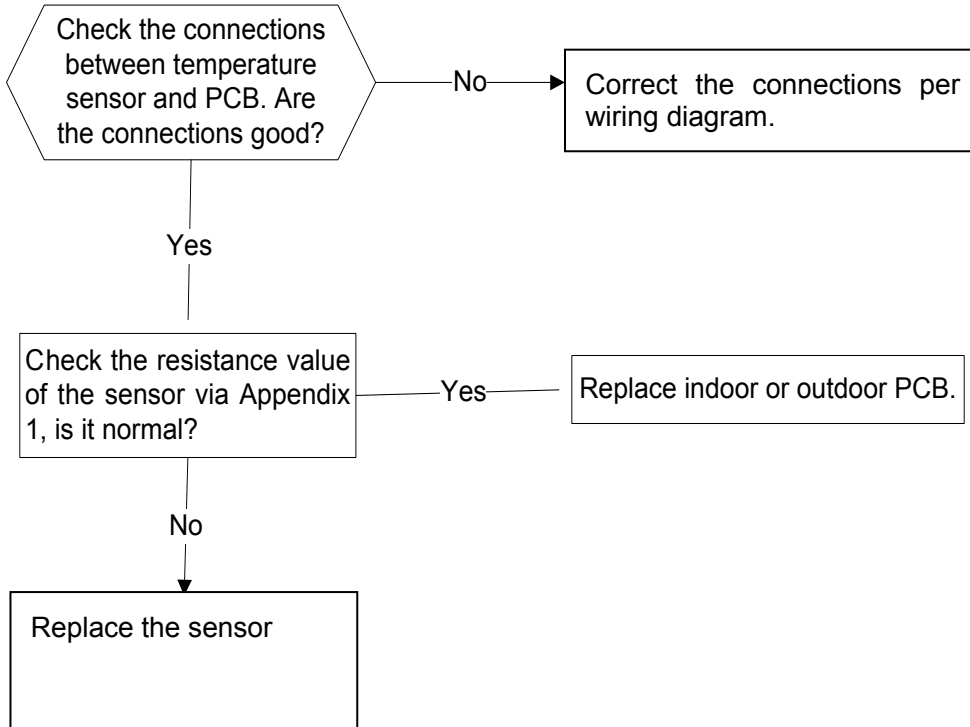 Check the connections
between temperature
sensor and PCB. Are
the connections good?
No
Correct the connections per
wiring diagram.
Yes
Check the resistance value
of the sensor via Appendix
1, is it normal?
Yes
Replace indoor or outdoor PCB.
No
Replace the sensor